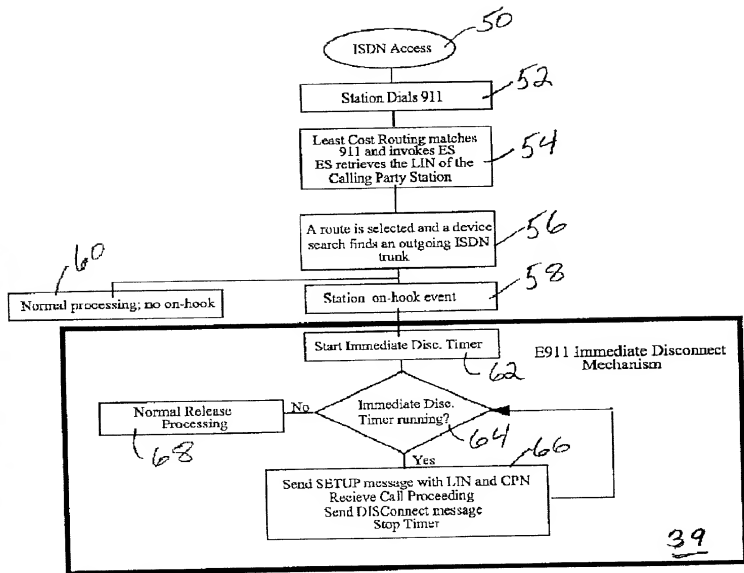 50
ISDN Access
52
Station Dials 911
54
Least Cost Routing matches
911 and invokes ES
ES retrieves the LIN of the
Calling Party Station
56
A route is selected and a device
search finds an outgoing ISDN
trunk
60
58
Normal processing; no on-hook
Station on-hook event
Start Immediate Disc. Timer
62
E911 Immediate Disconnect
Mechanism
Normal Release
Processing
68
No
Immediate Disc.
Timer running?
64
Yes
66
Send SETUP message with LIN and CPN
Recieve Call Proceeding
Send DISConnect message
Stop Timer
39